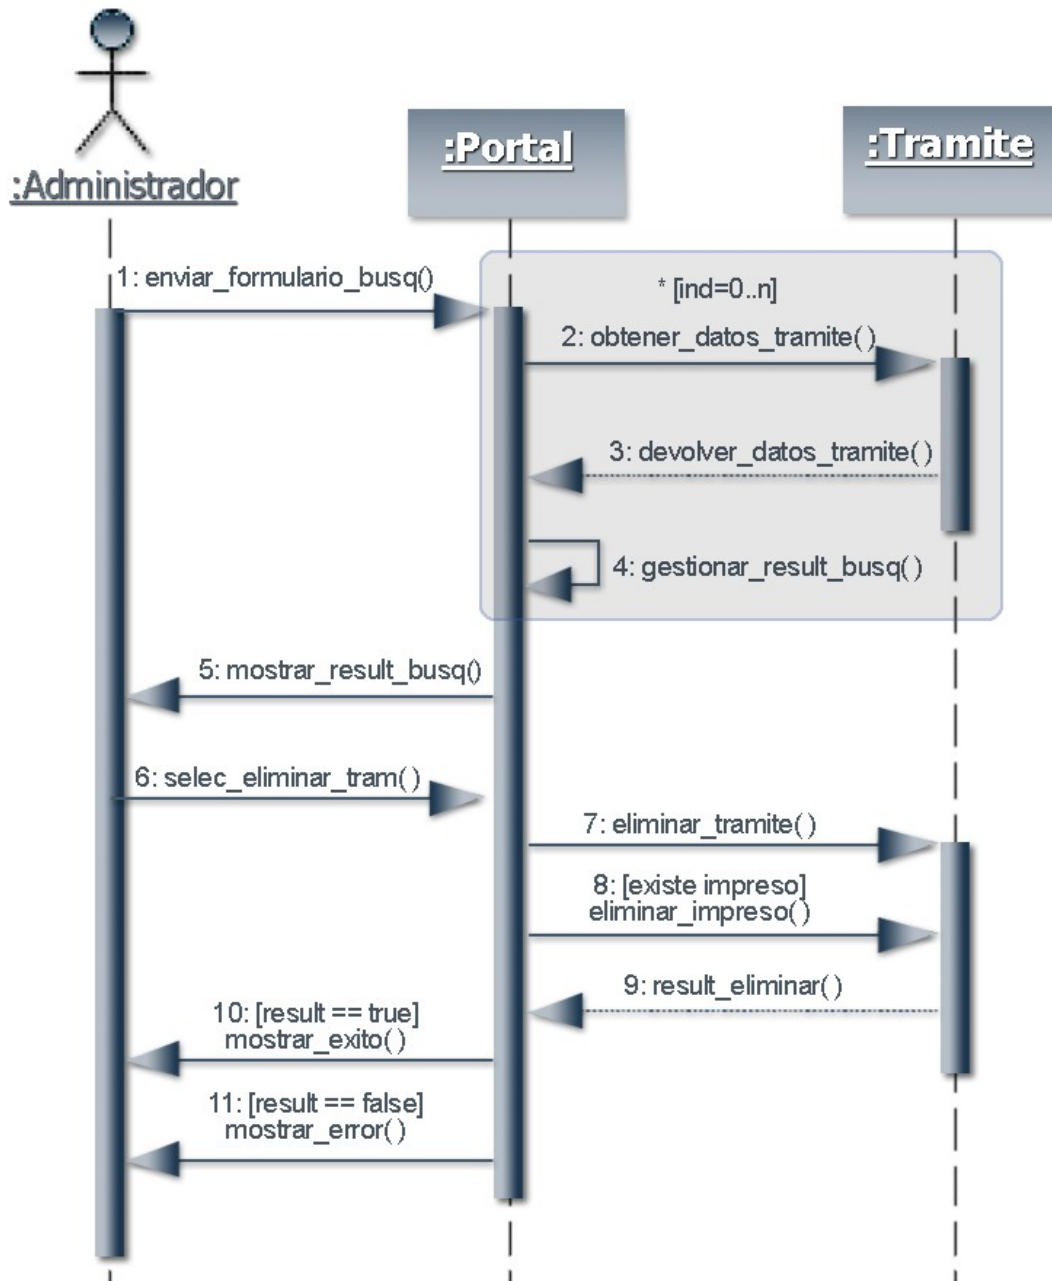 :Administrador
:Portal
:Tramite
1: enviar_formulario_busq()
* [ind=0..n]
2: obtener_datos_tramite()
3: devolver_datos_tramite()
4: gestionar_result_busq()
5: mostrar_result_busq()
6: selec_eliminar_tram()
7: eliminar_tramite()
8: [existe impreso]
eliminar_impreso()
9: result_eliminar()
10: [result == true]
mostrar_exito()
11: [result == false]
mostrar_error()